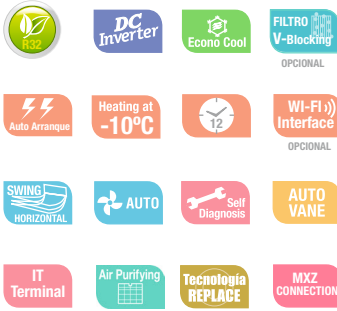 R32
DC
Inverter
Econo Cool
FILTRO
V-Blocking
OPCIONAL
Auto Arranque
Heating at
-10ºC
12
WI-FI
Interface
OPCIONAL
SWING
HORIZONTAL
AUTO
Self
Diagnosis
AUTO
VANE
IT
Terminal
Air Purifying
Tecnología
REPLACE
MXZ
CONNECTION